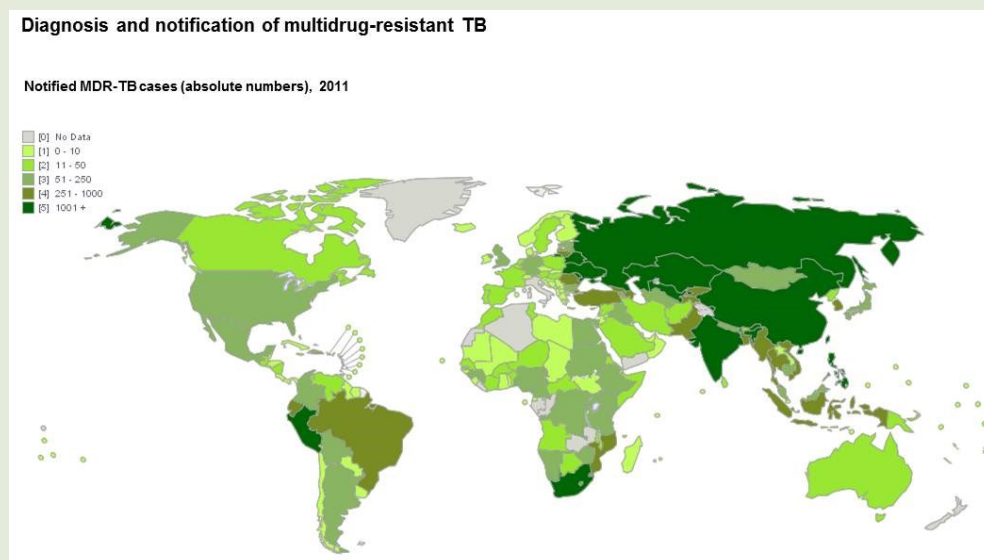 Diagnosis and notification of multidrug-resistant TB
Notified MDR-TB cases (absolute numbers), 2011
[0] No Data
[1] 0 - 10
[2] 11 - 50
[3] 51 - 250
[4] 251 - 1000
[5] 1001 +